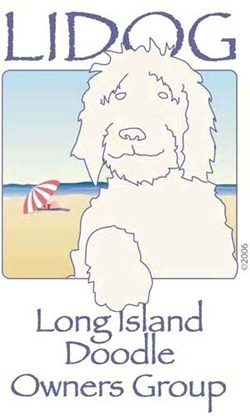 LIDOG
©2006
Long Island
Doodle
Owners Group